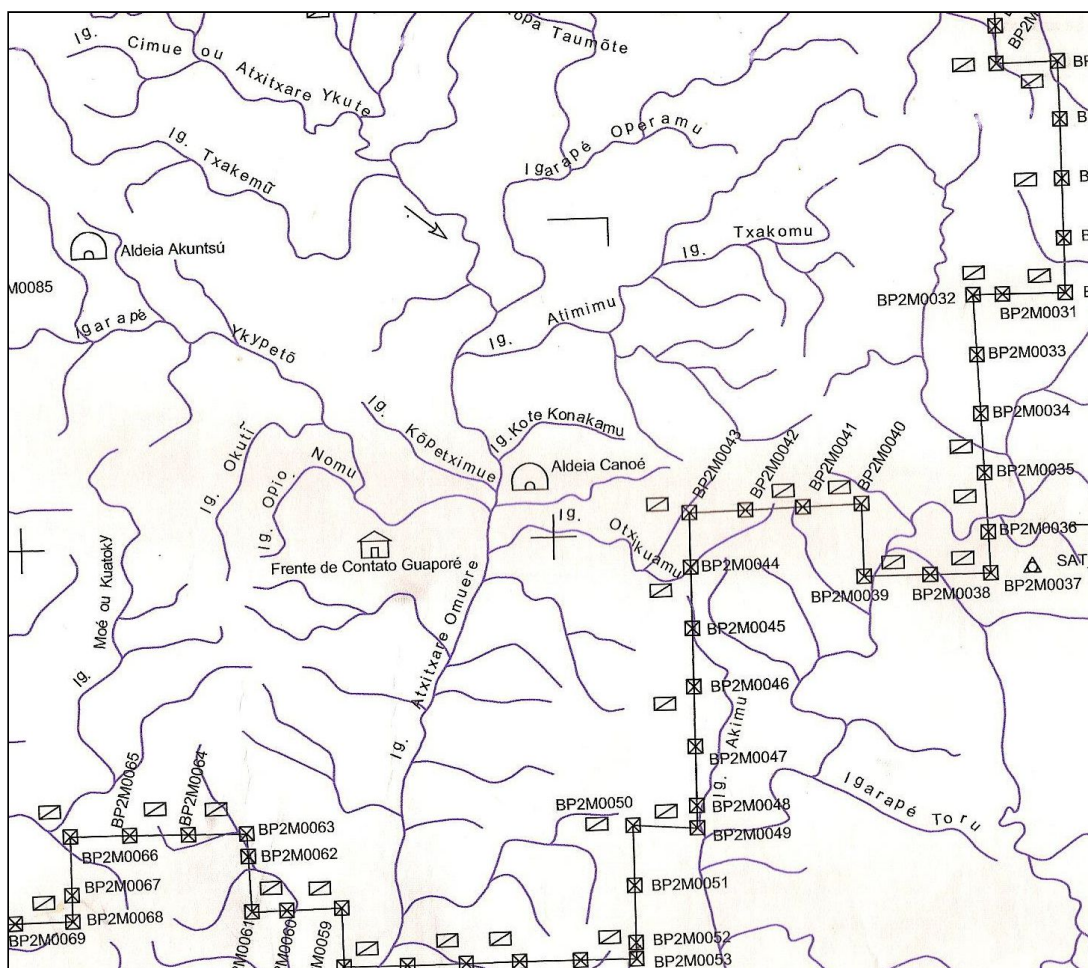 Ig. Cimue ou Atxitxare Ykute
Taumõte
Ig. Txakemũ
Igarapé Operamu
Ig. Txakomu
Aldeia Akuntsú
M0085
Igarapé Ykypetõ
Ig. Atimimu
BP2M0032
BP2M0031
BP2M0033
BP2M0034
BP2M0035
BP2M0036
BP2M0037
BP2M0038
BP2M0039
BP2M0040
BP2M0041
BP2M0042
BP2M0043
Ig. Kõpetximue
Ig. Kote Konakamu
Aldeia Canoé
Ig. Okutĩ
Ig. Opio. Nomu
Frente de Contato Guaporé
Ig. Otxikuamu
SAT
BP2M0044
BP2M0045
BP2M0046
BP2M0047
BP2M0048
BP2M0049
BP2M0050
BP2M0051
BP2M0052
BP2M0053
Ig. Moé ou Kuatoky
Ig. Atxitxare Omuere
Ig. Akimu
Igarapé Toru
BP2M0065
BP2M0064
BP2M0063
BP2M0062
BP2M0066
BP2M0067
BP2M0068
BP2M0069
P2M0061
2M0060
2M0059